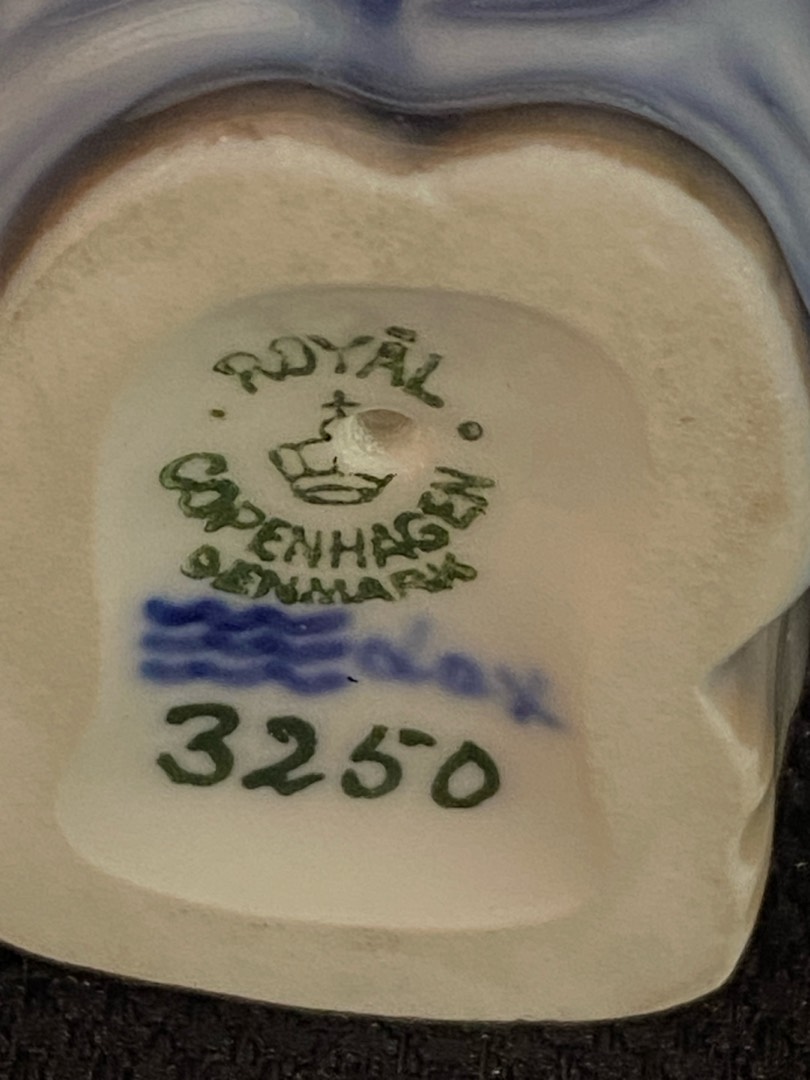 ROYAL
COPENHAGEN
DENMARK
3250